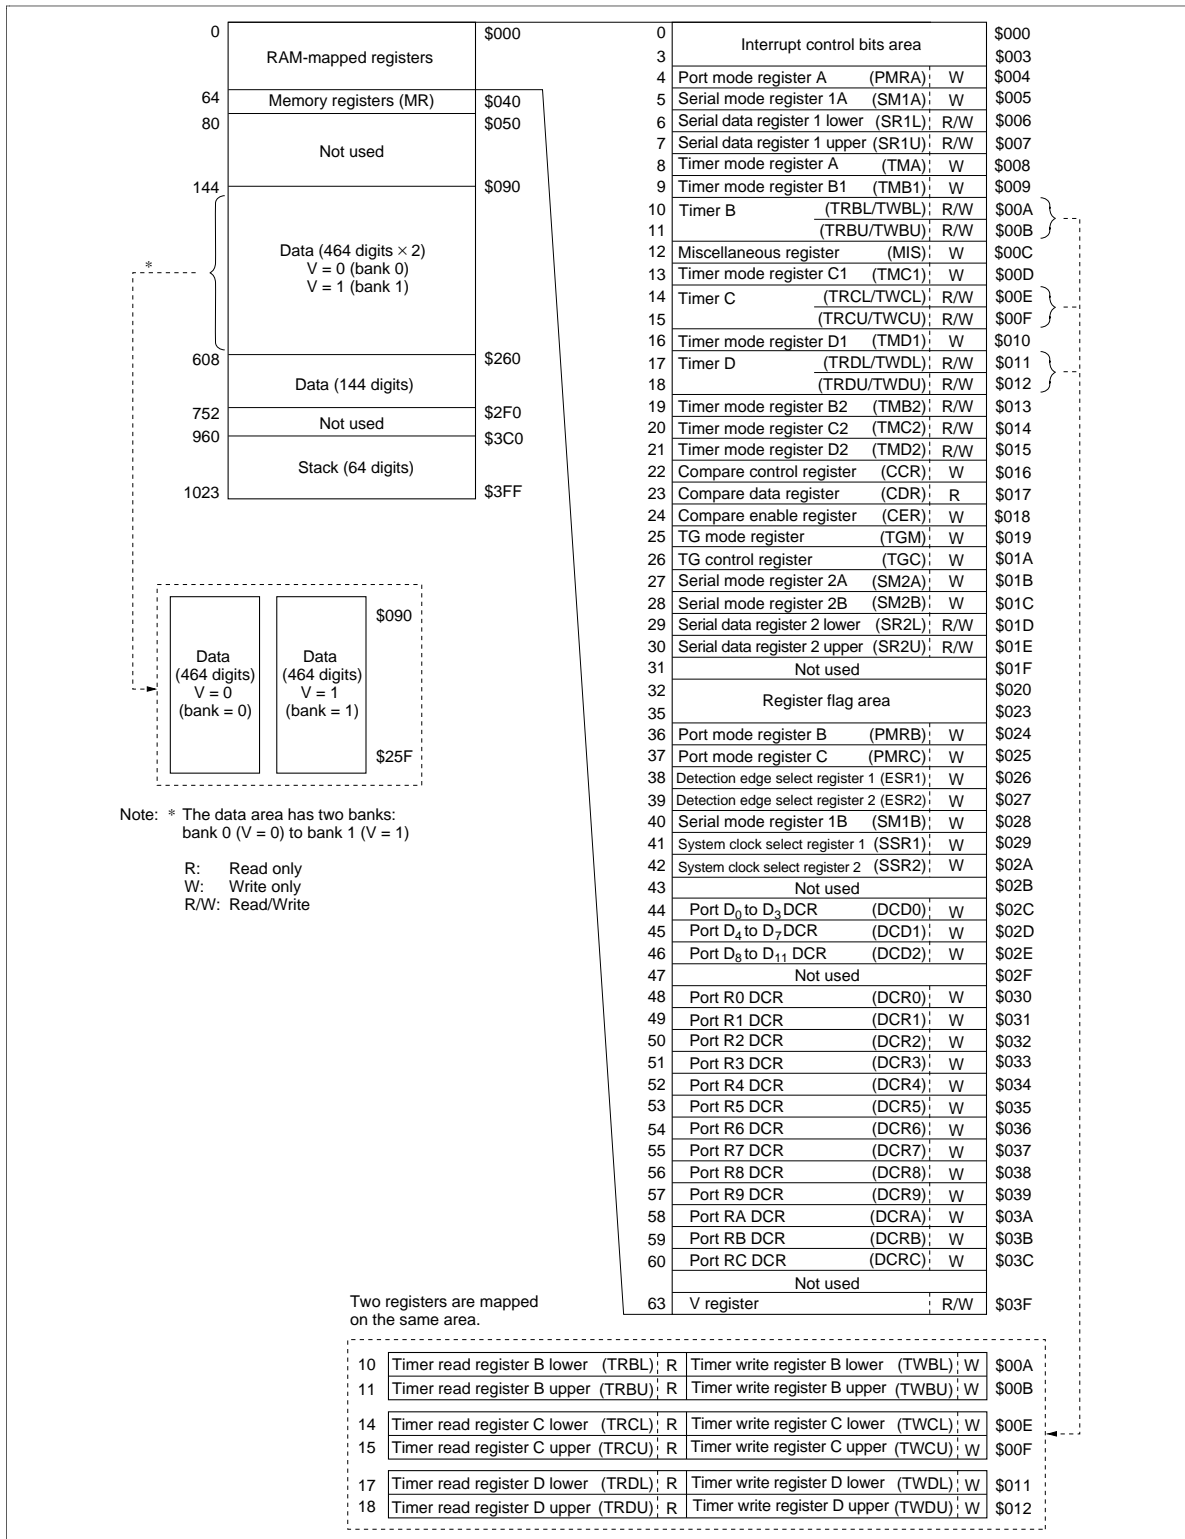 0 $000
RAM-mapped registers
64 Memory registers (MR) $040
80 $050
Not used
144 $090
Data (464 digits × 2)
V = 0 (bank 0)
V = 1 (bank 1)
*
608 $260
Data (144 digits)
752 $2F0
Not used
960 $3C0
Stack (64 digits)
1023 $3FF
$090
Data (464 digits) V = 0 (bank = 0)
Data (464 digits) V = 1 (bank = 1)
$25F
Note: * The data area has two banks:
bank 0 (V = 0) to bank 1 (V = 1)
R: Read only
W: Write only
R/W: Read/Write
0 $000
Interrupt control bits area
3 $003
4 Port mode register A (PMRA) W $004
5 Serial mode register 1A (SM1A) W $005
6 Serial data register 1 lower (SR1L) R/W $006
7 Serial data register 1 upper (SR1U) R/W $007
8 Timer mode register A (TMA) W $008
9 Timer mode register B1 (TMB1) W $009
10 Timer B (TRBL/TWBL) R/W $00A
11 (TRBU/TWBU) R/W $00B
12 Miscellaneous register (MIS) W $00C
13 Timer mode register C1 (TMC1) W $00D
14 Timer C (TRCL/TWCL) R/W $00E
15 (TRCU/TWCU) R/W $00F
16 Timer mode register D1 (TMD1) W $010
17 Timer D (TRDL/TWDL) R/W $011
18 (TRDU/TWDU) R/W $012
19 Timer mode register B2 (TMB2) R/W $013
20 Timer mode register C2 (TMC2) R/W $014
21 Timer mode register D2 (TMD2) R/W $015
22 Compare control register (CCR) W $016
23 Compare data register (CDR) R $017
24 Compare enable register (CER) W $018
25 TG mode register (TGM) W $019
26 TG control register (TGC) W $01A
27 Serial mode register 2A (SM2A) W $01B
28 Serial mode register 2B (SM2B) W $01C
29 Serial data register 2 lower (SR2L) R/W $01D
30 Serial data register 2 upper (SR2U) R/W $01E
31 Not used $01F
32 $020
Register flag area
35 $023
36 Port mode register B (PMRB) W $024
37 Port mode register C (PMRC) W $025
38 Detection edge select register 1 (ESR1) W $026
39 Detection edge select register 2 (ESR2) W $027
40 Serial mode register 1B (SM1B) W $028
41 System clock select register 1 (SSR1) W $029
42 System clock select register 2 (SSR2) W $02A
43 Not used $02B
44 Port D0 to D3 DCR (DCD0) W $02C
45 Port D4 to D7 DCR (DCD1) W $02D
46 Port D8 to D11 DCR (DCD2) W $02E
47 Not used $02F
48 Port R0 DCR (DCR0) W $030
49 Port R1 DCR (DCR1) W $031
50 Port R2 DCR (DCR2) W $032
51 Port R3 DCR (DCR3) W $033
52 Port R4 DCR (DCR4) W $034
53 Port R5 DCR (DCR5) W $035
54 Port R6 DCR (DCR6) W $036
55 Port R7 DCR (DCR7) W $037
56 Port R8 DCR (DCR8) W $038
57 Port R9 DCR (DCR9) W $039
58 Port RA DCR (DCRA) W $03A
59 Port RB DCR (DCRB) W $03B
60 Port RC DCR (DCRC) W $03C
Not used
63 V register R/W $03F
Two registers are mapped
on the same area.
10 Timer read register B lower (TRBL) R Timer write register B lower (TWBL) W $00A
11 Timer read register B upper (TRBU) R Timer write register B upper (TWBU) W $00B
14 Timer read register C lower (TRCL) R Timer write register C lower (TWCL) W $00E
15 Timer read register C upper (TRCU) R Timer write register C upper (TWCU) W $00F
17 Timer read register D lower (TRDL) R Timer write register D lower (TWDL) W $011
18 Timer read register D upper (TRDU) R Timer write register D upper (TWDU) W $012